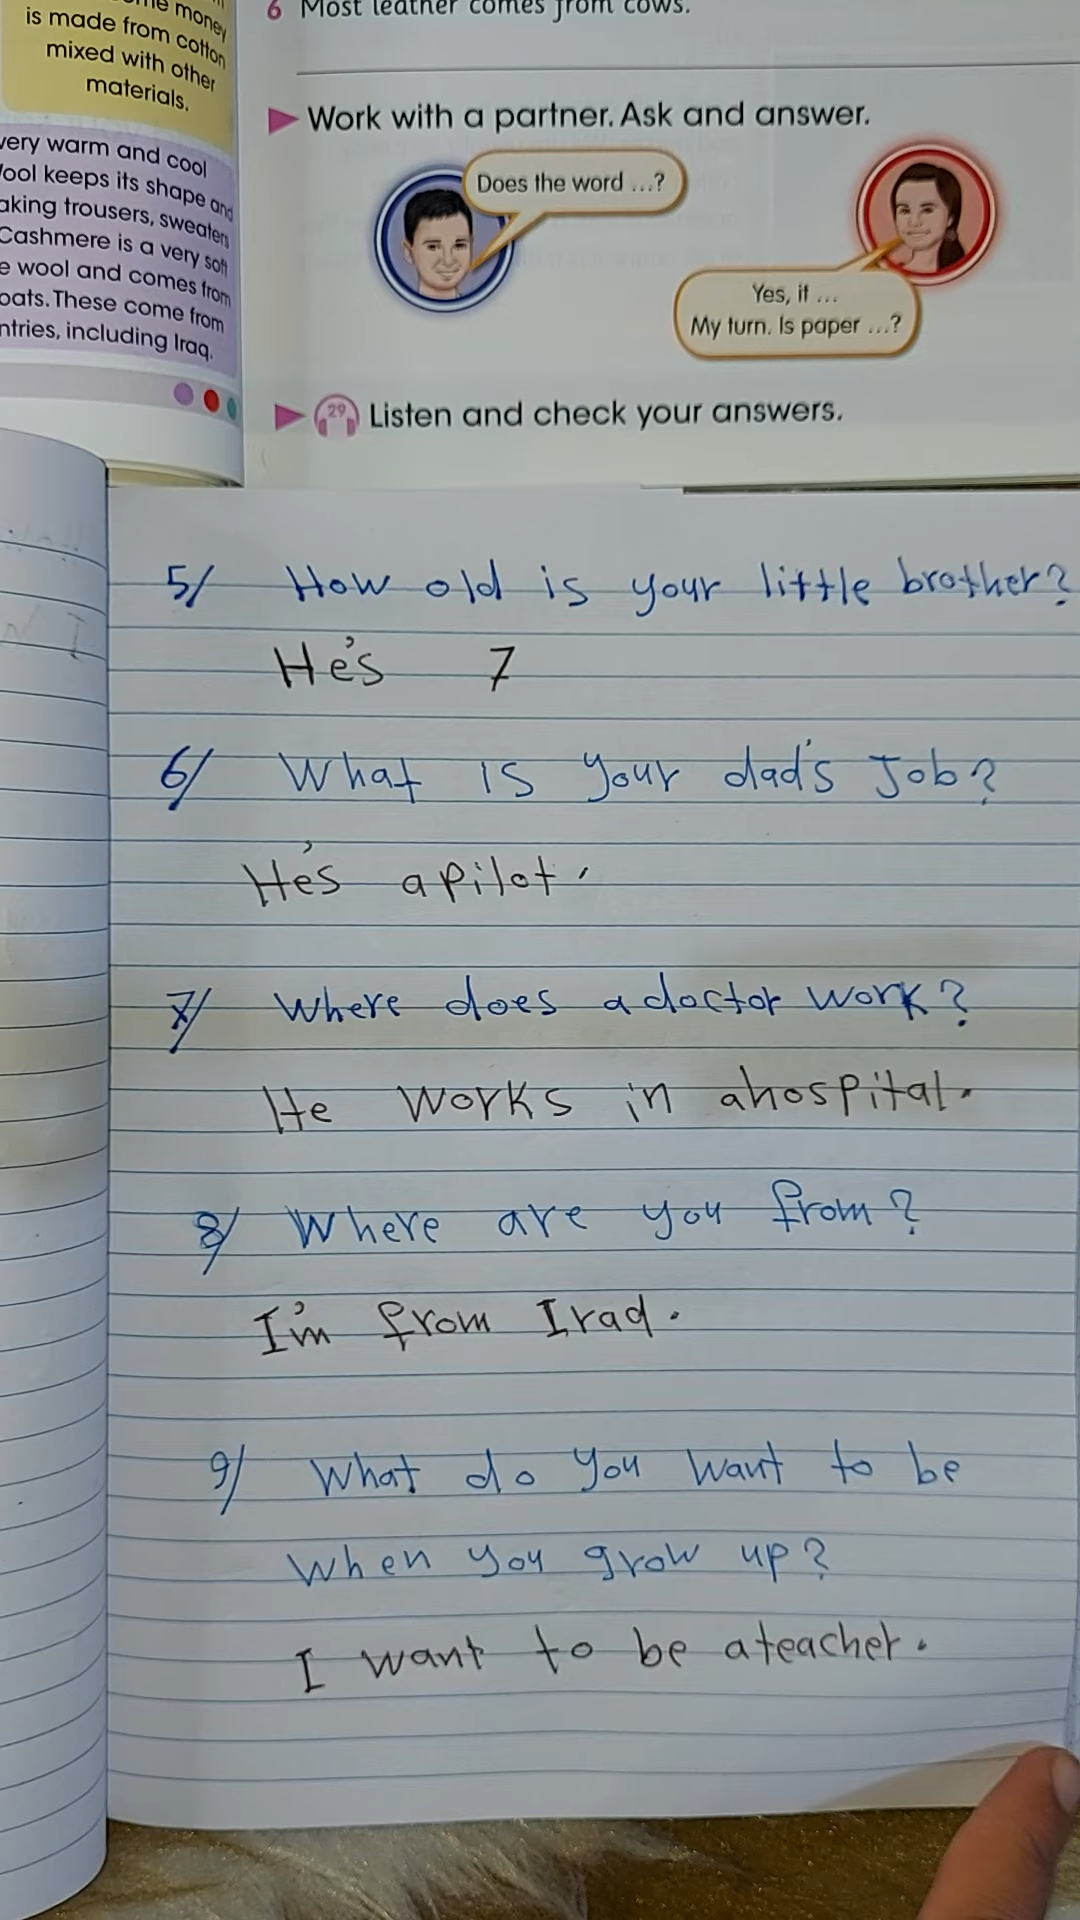 is made from cotton
mixed with other
materials.
very warm and cool
ool keeps its shape and
aking trousers, sweaters
Cashmere is a very soft
e wool and comes from
oats. These come from
ntries, including Iraq.
6 Most leather comes from cows.
Work with a partner. Ask and answer.
Does the word ...?
Yes, it ...
My turn. Is paper ...?
29 Listen and check your answers.
5/ How old is your little brother?
He's 7
6/ What is your dad's Job?
He's a pilot.
7/ Where does a doctor work?
He works in a hospital.
8/ Where are you from?
I'm from Irad.
9/ What do you want to be
when you grow up?
I want to be a teacher.